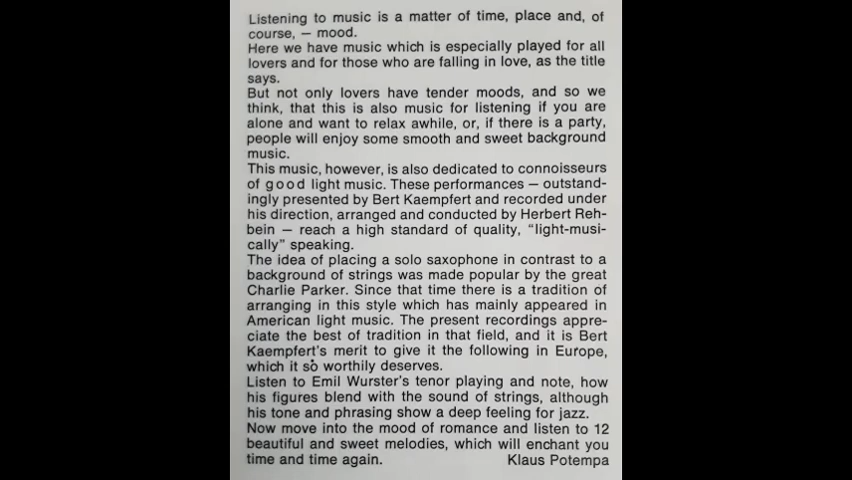 Listening to music is a matter of time, place and, of
course, — mood.
Here we have music which is especially played for all
lovers and for those who are falling in love, as the title
says.
But not only lovers have tender moods, and so we
think, that this is also music for listening if you are
alone and want to relax awhile, or, if there is a party,
people will enjoy some smooth and sweet background
music.
This music, however, is also dedicated to connoisseurs
of good light music. These performances — outstand-
ingly presented by Bert Kaempfert and recorded under
his direction, arranged and conducted by Herbert Reh-
bein — reach a high standard of quality, “light-musi-
cally” speaking.
The idea of placing a solo saxophone in contrast to a
background of strings was made popular by the great
Charlie Parker. Since that time there is a tradition of
arranging in this style which has mainly appeared in
American light music. The present recordings appre-
ciate the best of tradition in that field, and it is Bert
Kaempfert's merit to give it the following in Europe,
which it so worthily deserves.
Listen to Emil Wurster's tenor playing and note, how
his figures blend with the sound of strings, although
his tone and phrasing show a deep feeling for jazz.
Now move into the mood of romance and listen to 12
beautiful and sweet melodies, which will enchant you
time and time again. Klaus Potempa